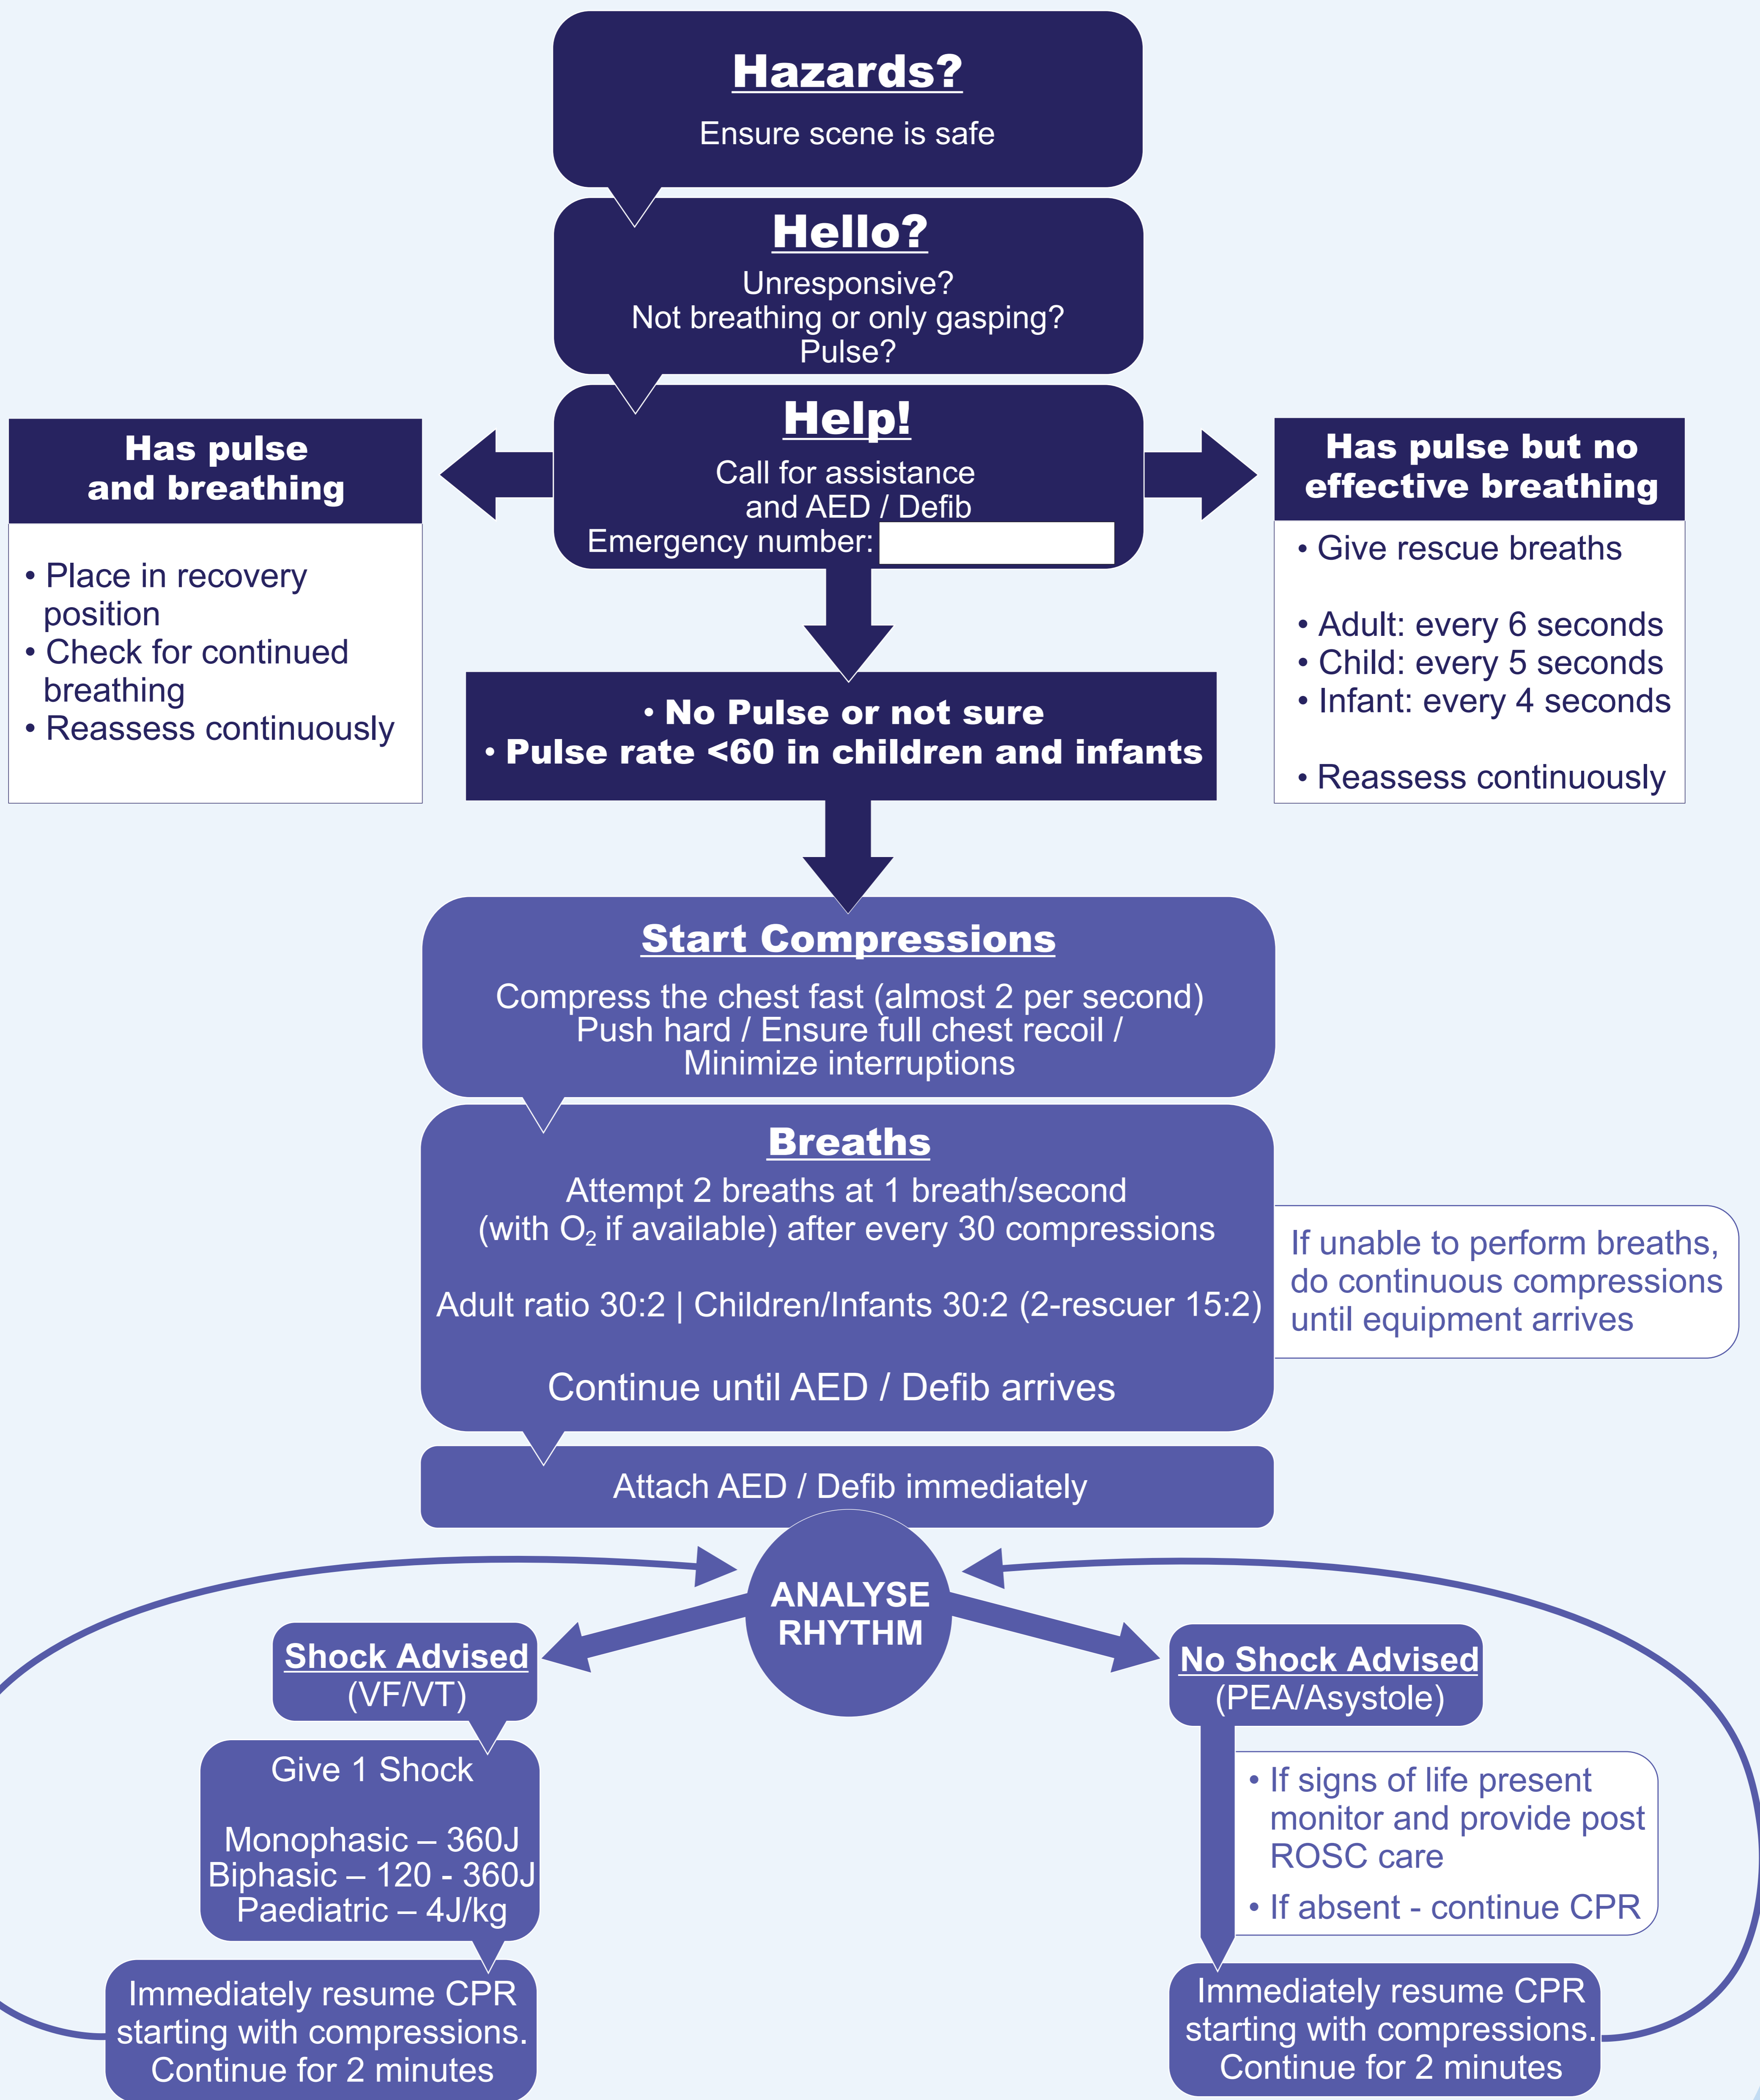 Hazards?
Ensure scene is safe
Hello?
Unresponsive?
Not breathing or only gasping?
Pulse?
Help!
Call for assistance
and AED / Defib
Emergency number:
Has pulse
and breathing
• Place in recovery
position
• Check for continued
breathing
• Reassess continuously
Has pulse but no
effective breathing
• Give rescue breaths
• Adult: every 6 seconds
• Child: every 5 seconds
• Infant: every 4 seconds
• Reassess continuously
• No Pulse or not sure
• Pulse rate <60 in children and infants
Start Compressions
Compress the chest fast (almost 2 per second)
Push hard / Ensure full chest recoil /
Minimize interruptions
Breaths
Attempt 2 breaths at 1 breath/second
(with O₂ if available) after every 30 compressions
Adult ratio 30:2 | Children/Infants 30:2 (2-rescuer 15:2)
Continue until AED / Defib arrives
If unable to perform breaths,
do continuous compressions
until equipment arrives
Attach AED / Defib immediately
ANALYSE
RHYTHM
Shock Advised
(VF/VT)
Give 1 Shock
Monophasic – 360J
Biphasic – 120 - 360J
Paediatric – 4J/kg
Immediately resume CPR
starting with compressions.
Continue for 2 minutes
No Shock Advised
(PEA/Asystole)
• If signs of life present
monitor and provide post
ROSC care
• If absent - continue CPR
Immediately resume CPR
starting with compressions.
Continue for 2 minutes